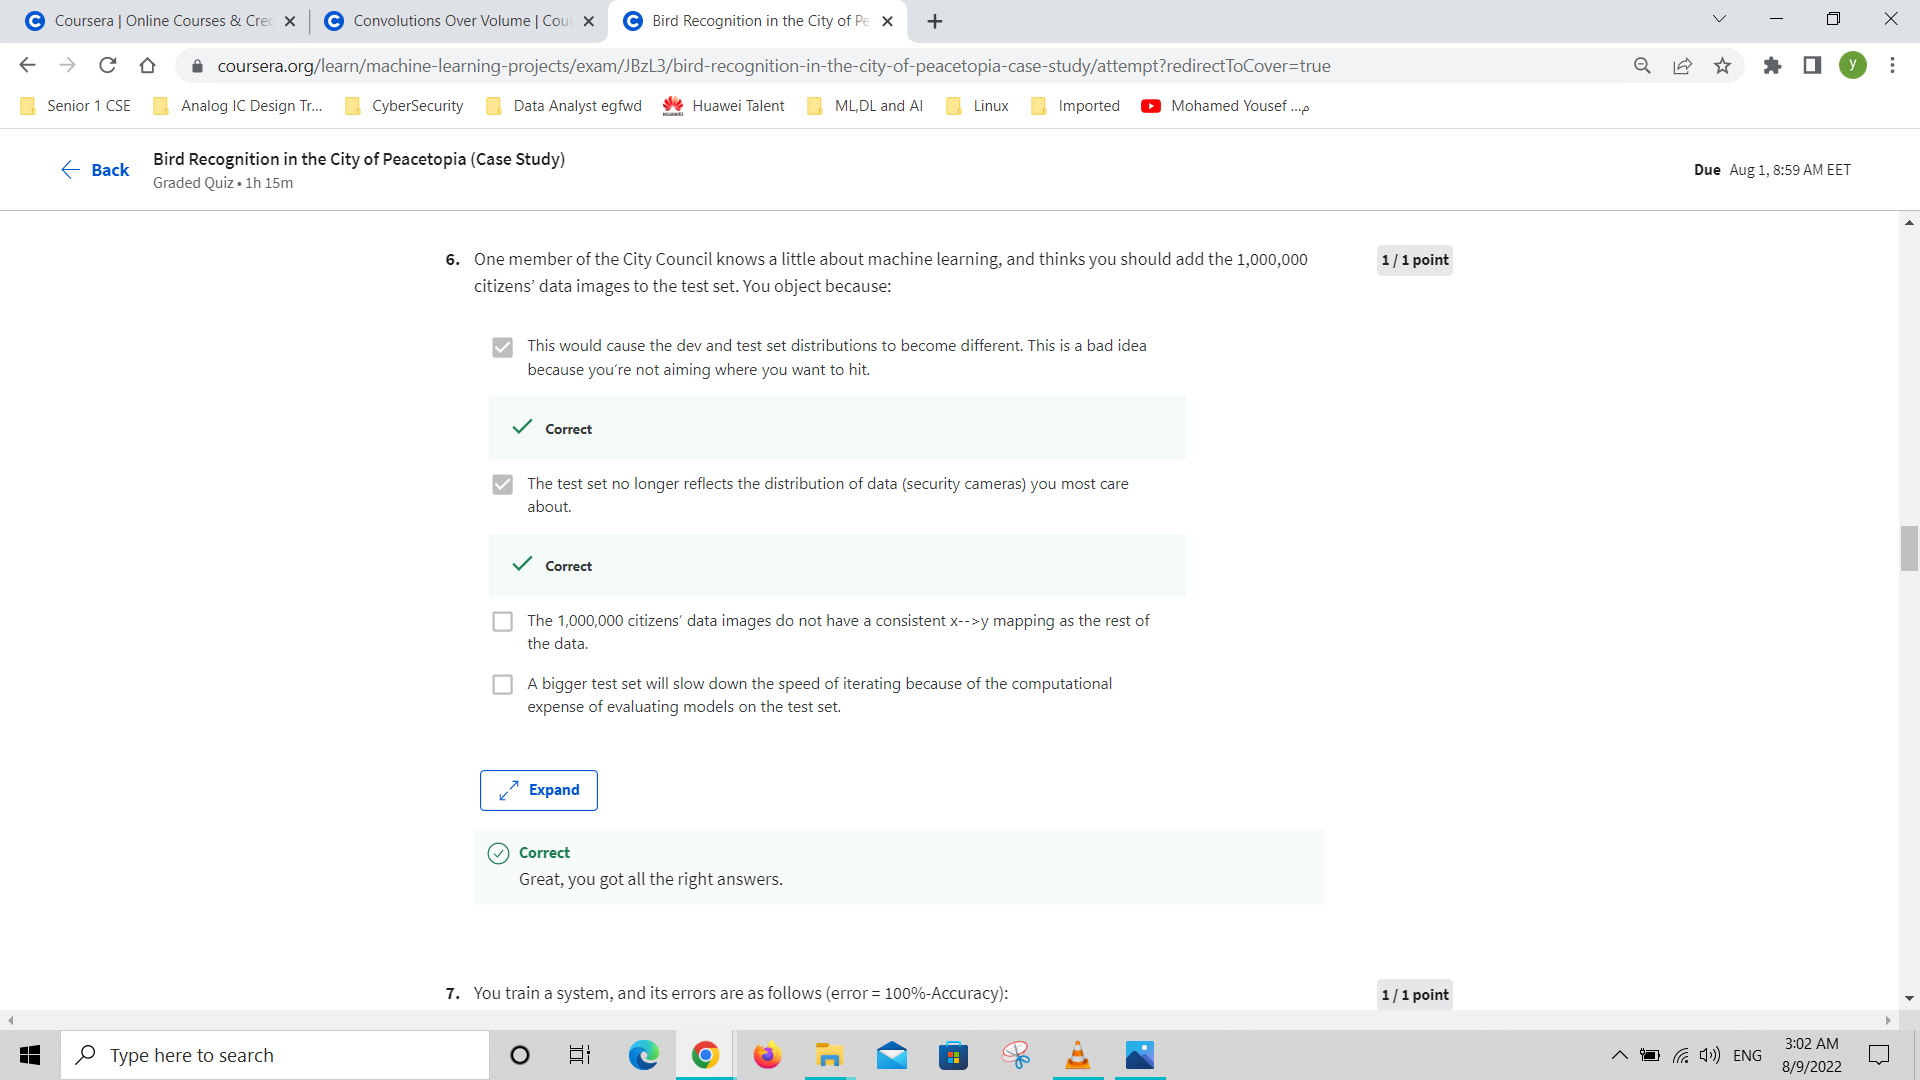 Coursera | Online Courses & Crec
Convolutions Over Volume | Cour
Bird Recognition in the City of Pe
coursera.org/learn/machine-learning-projects/exam/JBzL3/bird-recognition-in-the-city-of-peacetopia-case-study/attempt?redirectToCover=true
y
Senior 1 CSE
Analog IC Design Tr...
CyberSecurity
Data Analyst egfwd
Huawei Talent
ML,DL and AI
Linux
Imported
Mohamed Yousef ...م
Back
Bird Recognition in the City of Peacetopia (Case Study)
Graded Quiz • 1h 15m
Due Aug 1, 8:59 AM EET
6. One member of the City Council knows a little about machine learning, and thinks you should add the 1,000,000
citizens’ data images to the test set. You object because:
1 / 1 point
This would cause the dev and test set distributions to become different. This is a bad idea
because you’re not aiming where you want to hit.
Correct
The test set no longer reflects the distribution of data (security cameras) you most care
about.
Correct
The 1,000,000 citizens’ data images do not have a consistent x-->y mapping as the rest of
the data.
A bigger test set will slow down the speed of iterating because of the computational
expense of evaluating models on the test set.
Expand
Correct
Great, you got all the right answers.
7. You train a system, and its errors are as follows (error = 100%-Accuracy):
1 / 1 point
Type here to search
ENG
3:02 AM
8/9/2022